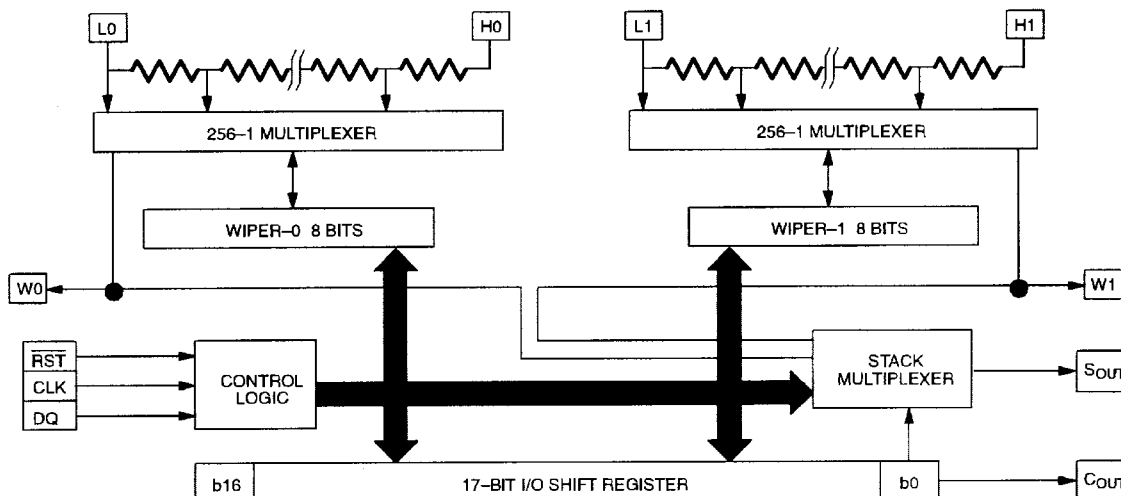 L0
H0
L1
H1
256–1 MULTIPLEXER
256–1 MULTIPLEXER
WIPER–0 8 BITS
WIPER–1 8 BITS
W0
W1
RST
CLK
DQ
CONTROL
LOGIC
STACK
MULTIPLEXER
SOUT
b16
17–BIT I/O SHIFT REGISTER
b0
COUT